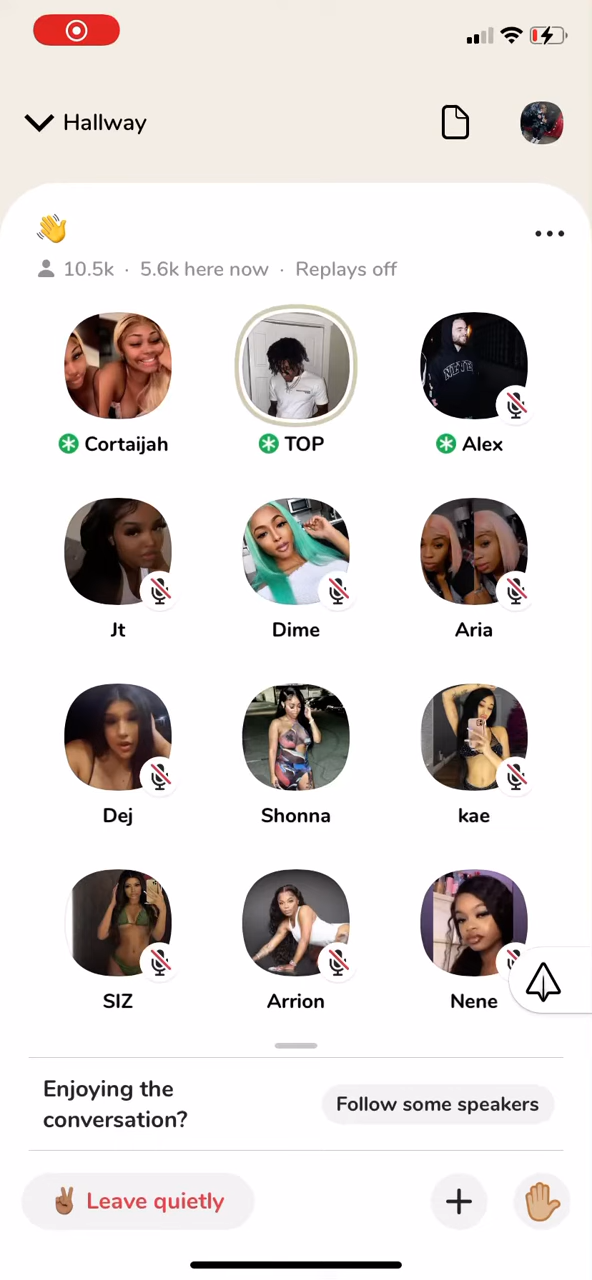 Hallway
10.5k · 5.6k here now · Replays off
Cortaijah TOP Alex
Jt Dime Aria
Dej Shonna kae
SIZ Arrion Nene
Enjoying the
conversation?
Follow some speakers
Leave quietly